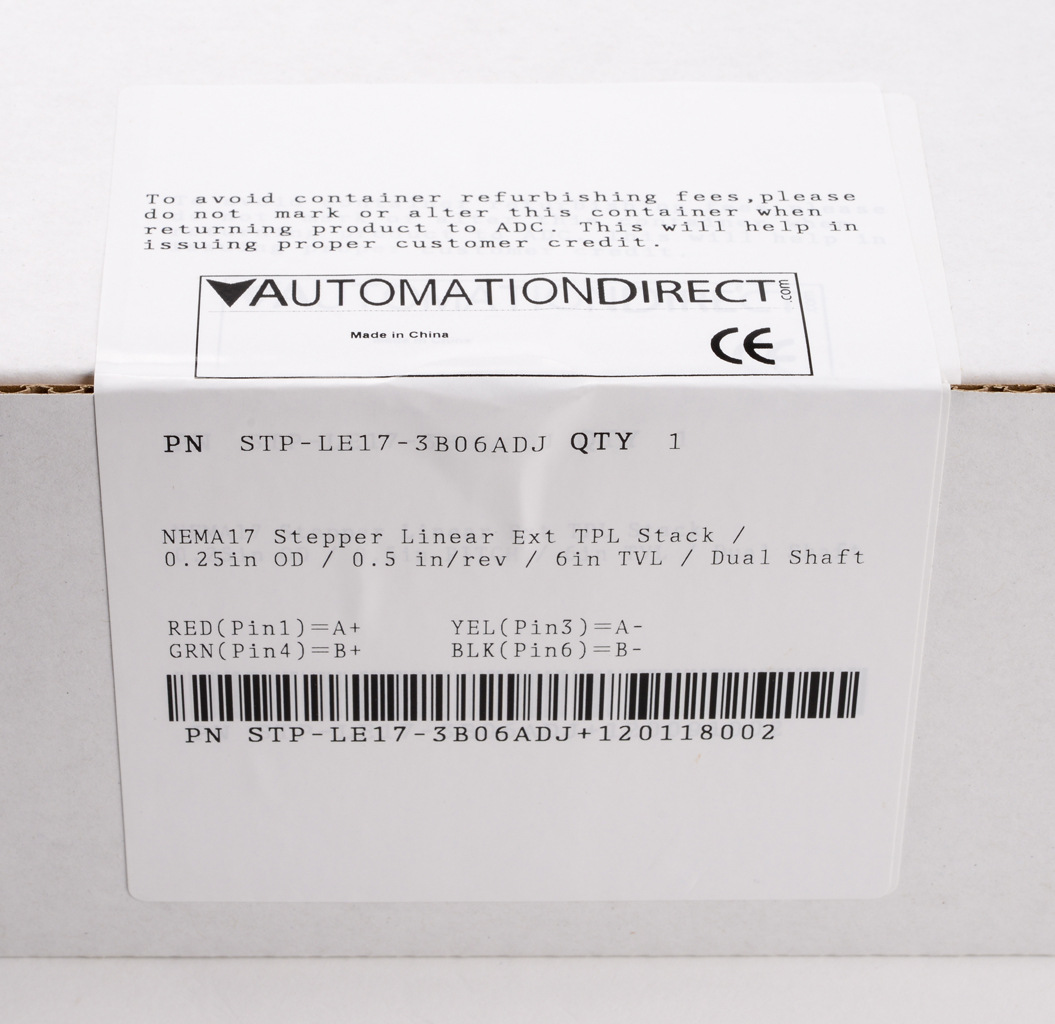 To avoid container refurbishing fees,please
do not  mark or alter this container when
returning product to ADC. This will help in
issuing proper customer credit.
AUTOMATIONDIRECT.com
Made in China
CE
PN STP-LE17-3B06ADJ QTY 1
NEMA17 Stepper Linear Ext TPL Stack /
0.25in OD / 0.5 in/rev / 6in TVL / Dual Shaft
RED(Pin1)=A+ YEL(Pin3)=A-
GRN(Pin4)=B+ BLK(Pin6)=B-
PN STP-LE17-3B06ADJ+120118002